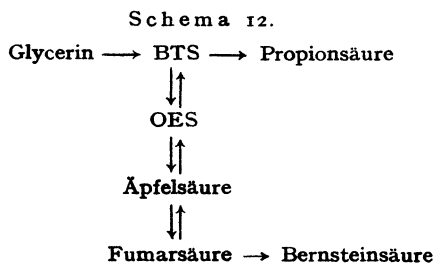 Schema 12.
Glycerin ⟶ BTS ⟶ Propionsäure
⇅
OES
⇅
Äpfelsäure
⇅
Fumarsäure → Bernsteinsäure